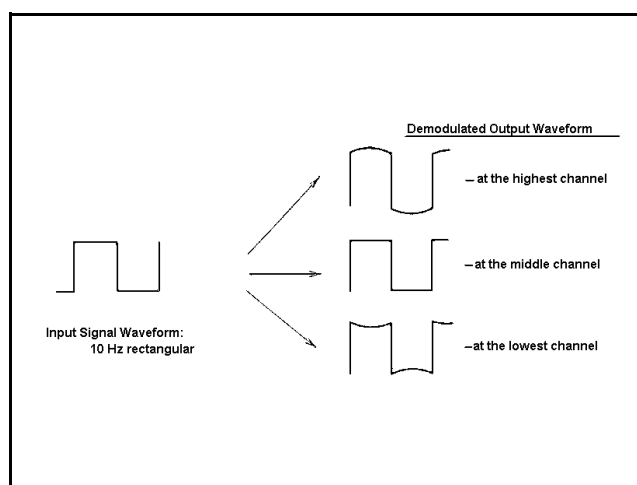 Demodulated Output Waveform
– at the highest channel
– at the middle channel
Input Signal Waveform:
10 Hz rectangular
– at the lowest channel